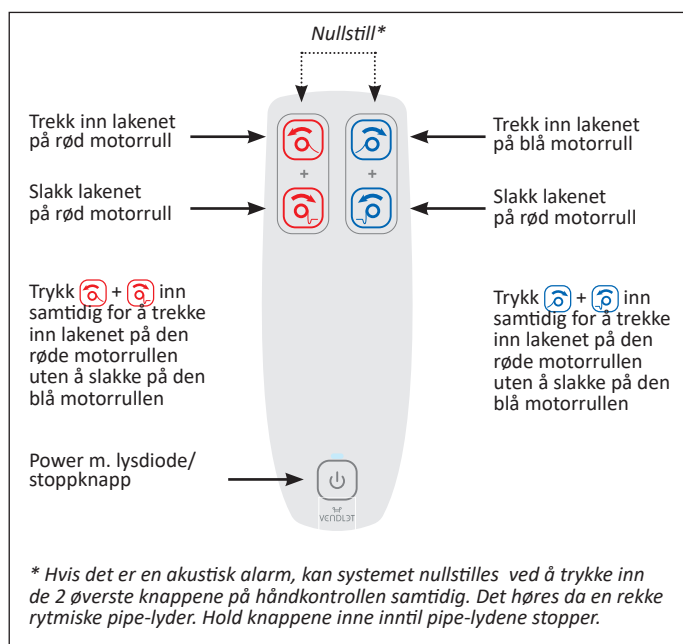 Nullstill*
Trekk inn lakenet
på rød motorrull
Trekk inn lakenet
på blå motorrull
+
+
Slakk lakenet
på rød motorrull
Slakk lakenet
på rød motorrull
Trykk + inn
samtidig for å trekke
inn lakenet på den
røde motorrullen
uten å slakke på den
blå motorrullen
Trykk + inn
samtidig for å trekke
inn lakenet på den
røde motorrullen
uten å slakke på den
blå motorrullen
Power m. lysdiode/
stoppknapp
VENDLET
* Hvis det er en akustisk alarm, kan systemet nullstilles ved å trykke inn
de 2 øverste knappene på håndkontrollen samtidig. Det høres da en rekke
rytmiske pipe-lyder. Hold knappene inne inntil pipe-lydene stopper.